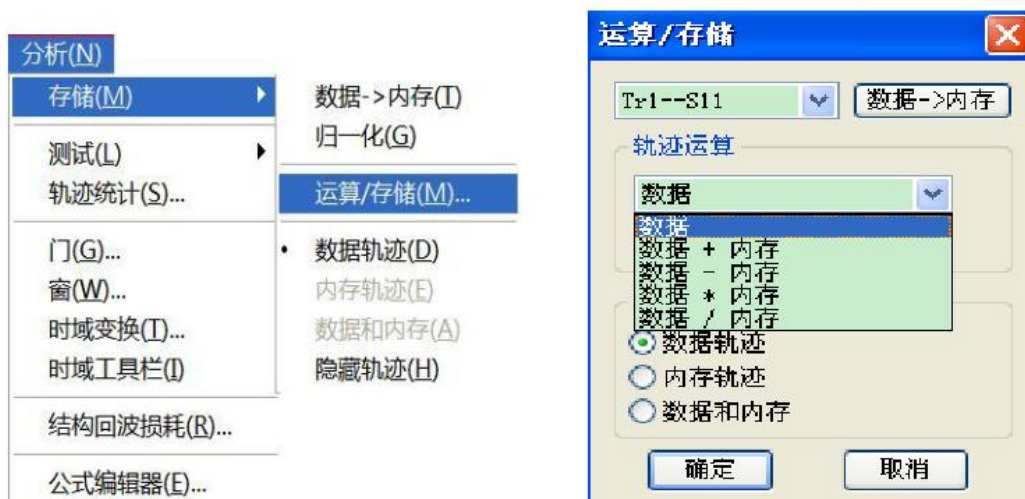 分析(N)
存储(M)
测试(L)
轨迹统计(S)...
门(G)...
窗(W)...
时域变换(T)...
时域工具栏(I)
结构回波损耗(R)...
公式编辑器(E)...
数据->内存(T)
归一化(G)
运算/存储(M)...
数据轨迹(D)
内存轨迹(E)
数据和内存(A)
隐藏轨迹(H)
运算/存储
Tr1--S11
数据->内存
轨迹运算
数据
数据
数据 + 内存
数据 - 内存
数据 * 内存
数据 / 内存
数据轨迹
内存轨迹
数据和内存
确定
取消